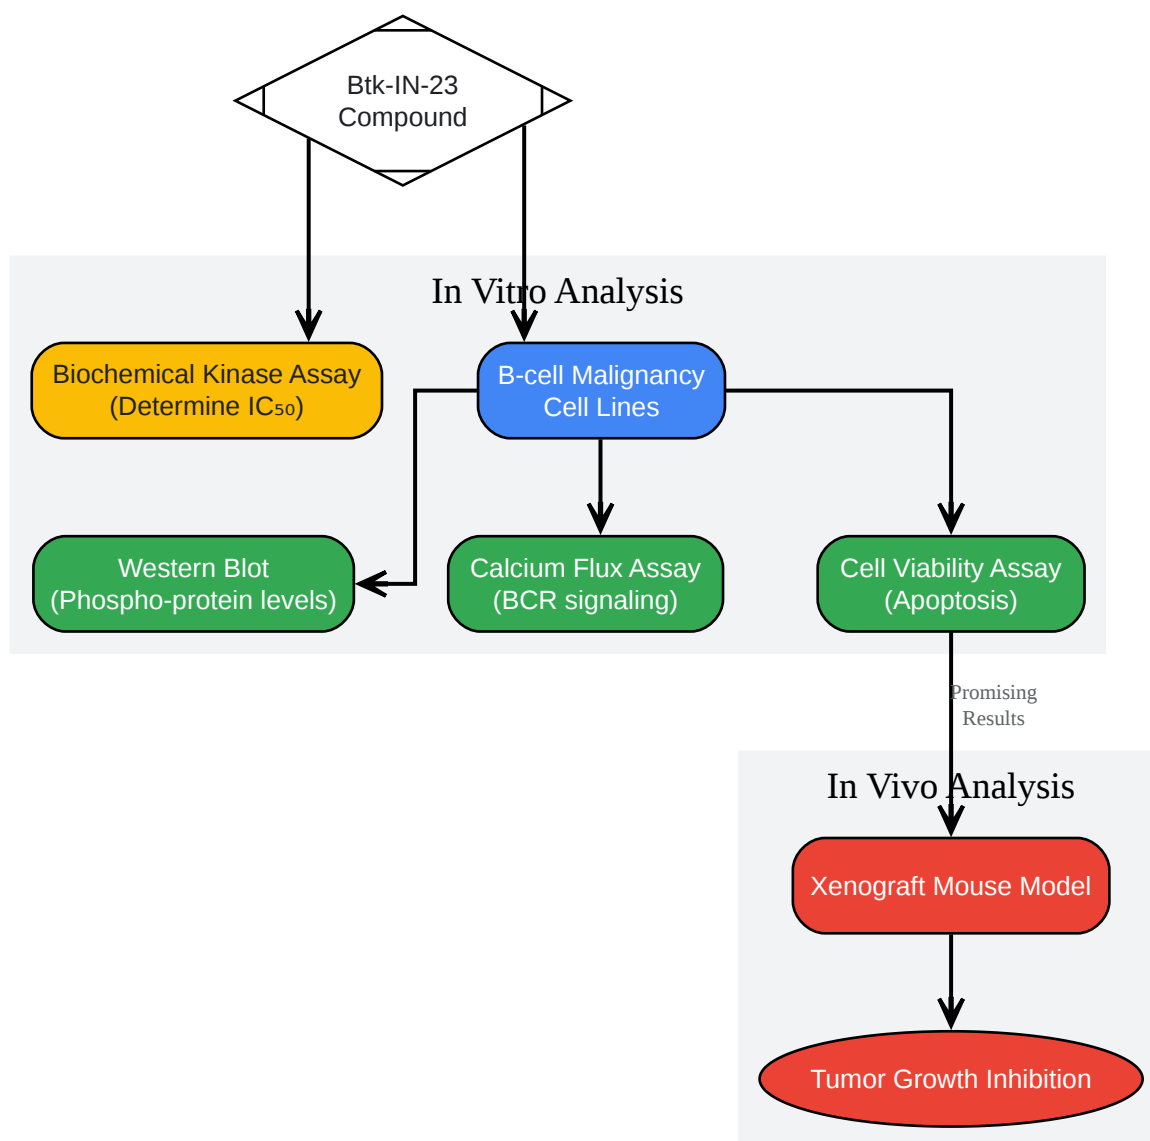 Btk-IN-23
Compound
In Vitro Analysis
Biochemical Kinase Assay
(Determine IC₅₀)
B-cell Malignancy
Cell Lines
Western Blot
(Phospho-protein levels)
Calcium Flux Assay
(BCR signaling)
Cell Viability Assay
(Apoptosis)
Promising
Results
In Vivo Analysis
Xenograft Mouse Model
Tumor Growth Inhibition